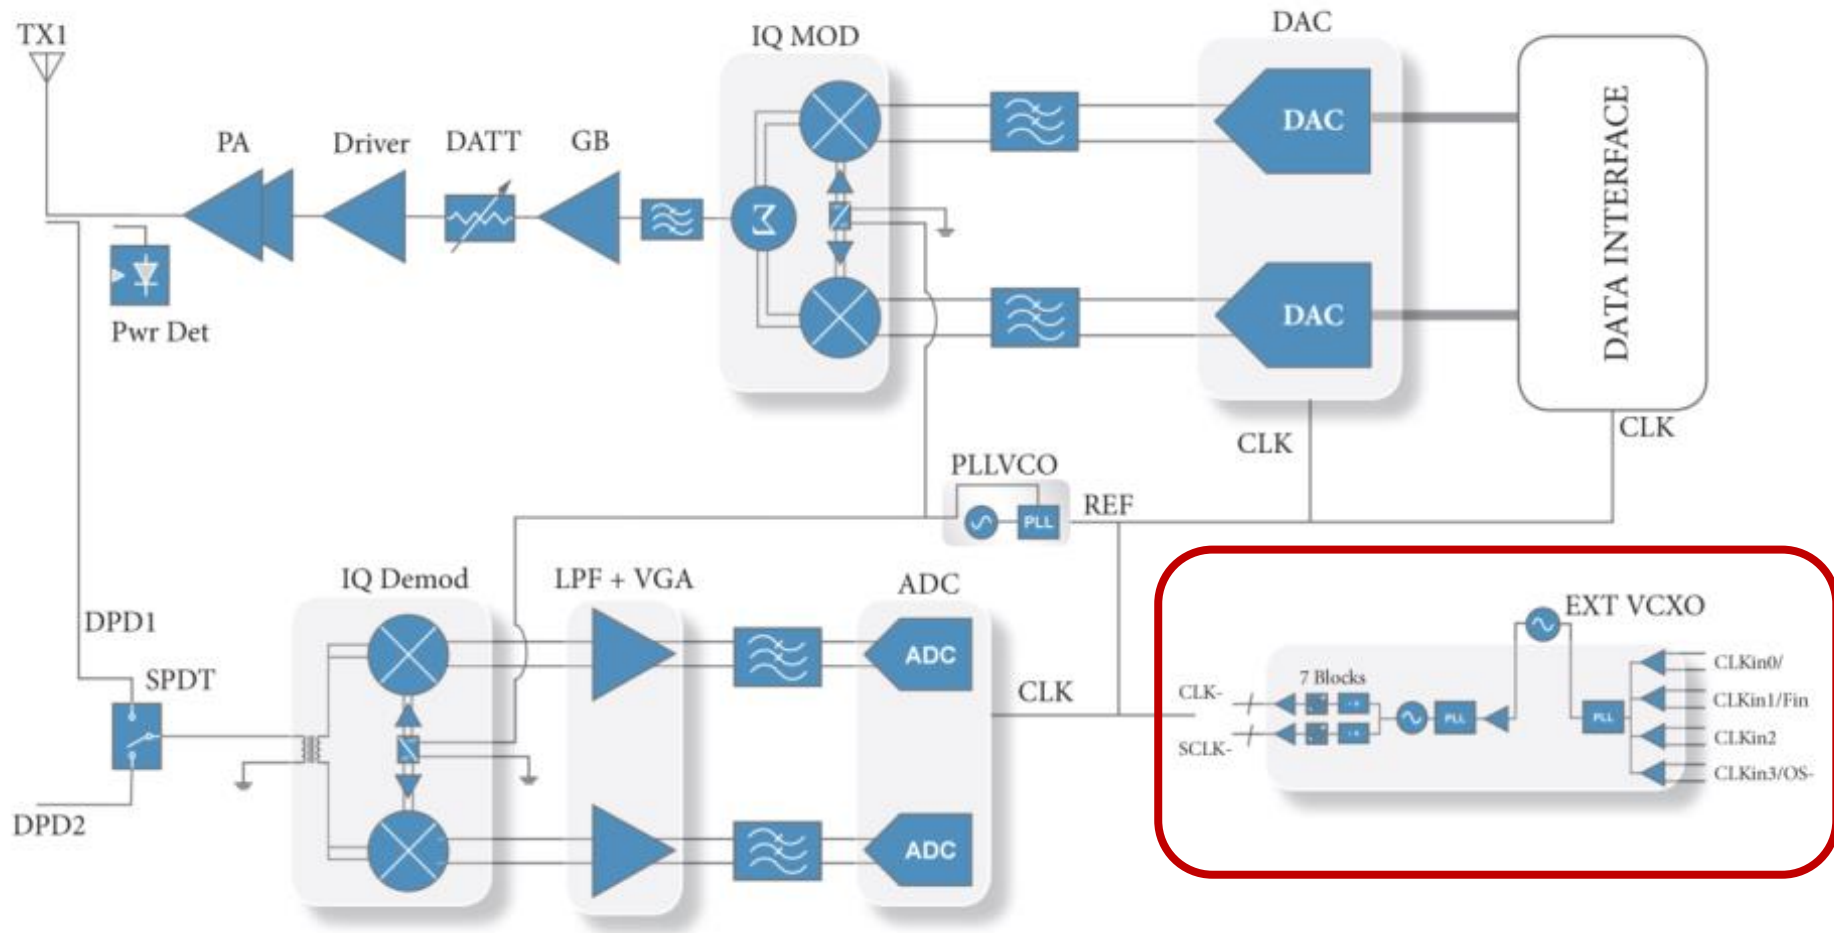 TX1
IQ MOD
DAC
PA
Driver
DATT
GB
DAC
DATA INTERFACE
Σ
DAC
Pwr Det
CLK
CLK
PLLVCO
REF
PLL
IQ Demod
LPF + VGA
ADC
EXT VCXO
DPD1
SPDT
ADC
CLK
7 Blocks
CLK-
SCLK-
PLL
PLL
CLKin0/
CLKin1/Fin
CLKin2
CLKin3/OS-
DPD2
ADC